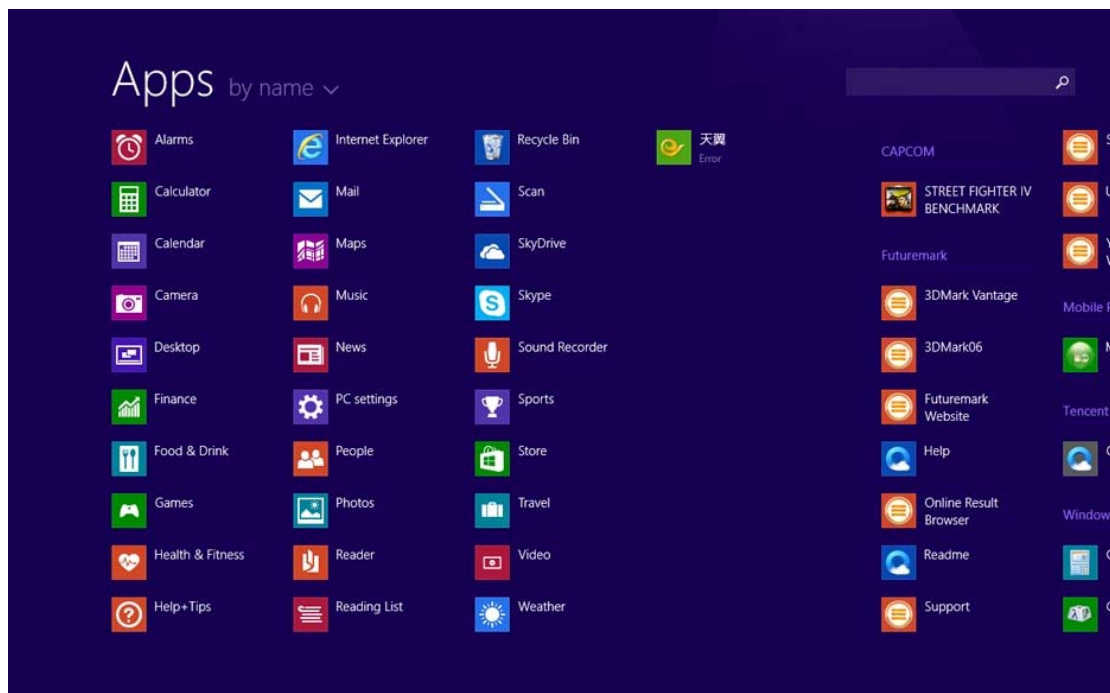 Apps by name
Alarms
Calculator
Calendar
Camera
Desktop
Finance
Food & Drink
Games
Health & Fitness
Help+Tips
Internet Explorer
Mail
Maps
Music
News
PC settings
People
Photos
Reader
Reading List
Recycle Bin
Scan
SkyDrive
Skype
Sound Recorder
Sports
Store
Travel
Video
Weather
天翼
Error
CAPCOM
STREET FIGHTER IV
BENCHMARK
Futuremark
3DMark Vantage
3DMark06
Futuremark
Website
Help
Online Result
Browser
Readme
Support
Mobile
Tencent
Window